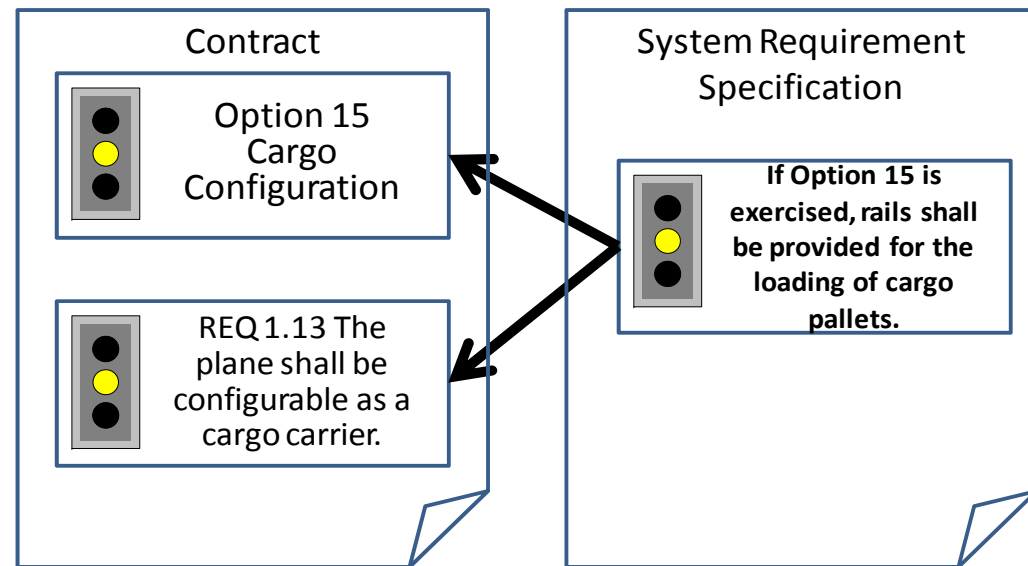 Contract
Option 15
Cargo
Configuration
REQ 1.13 The
plane shall be
configurable as a
cargo carrier.
System Requirement
Specification
If Option 15 is
exercised, rails shall
be provided for the
loading of cargo
pallets.